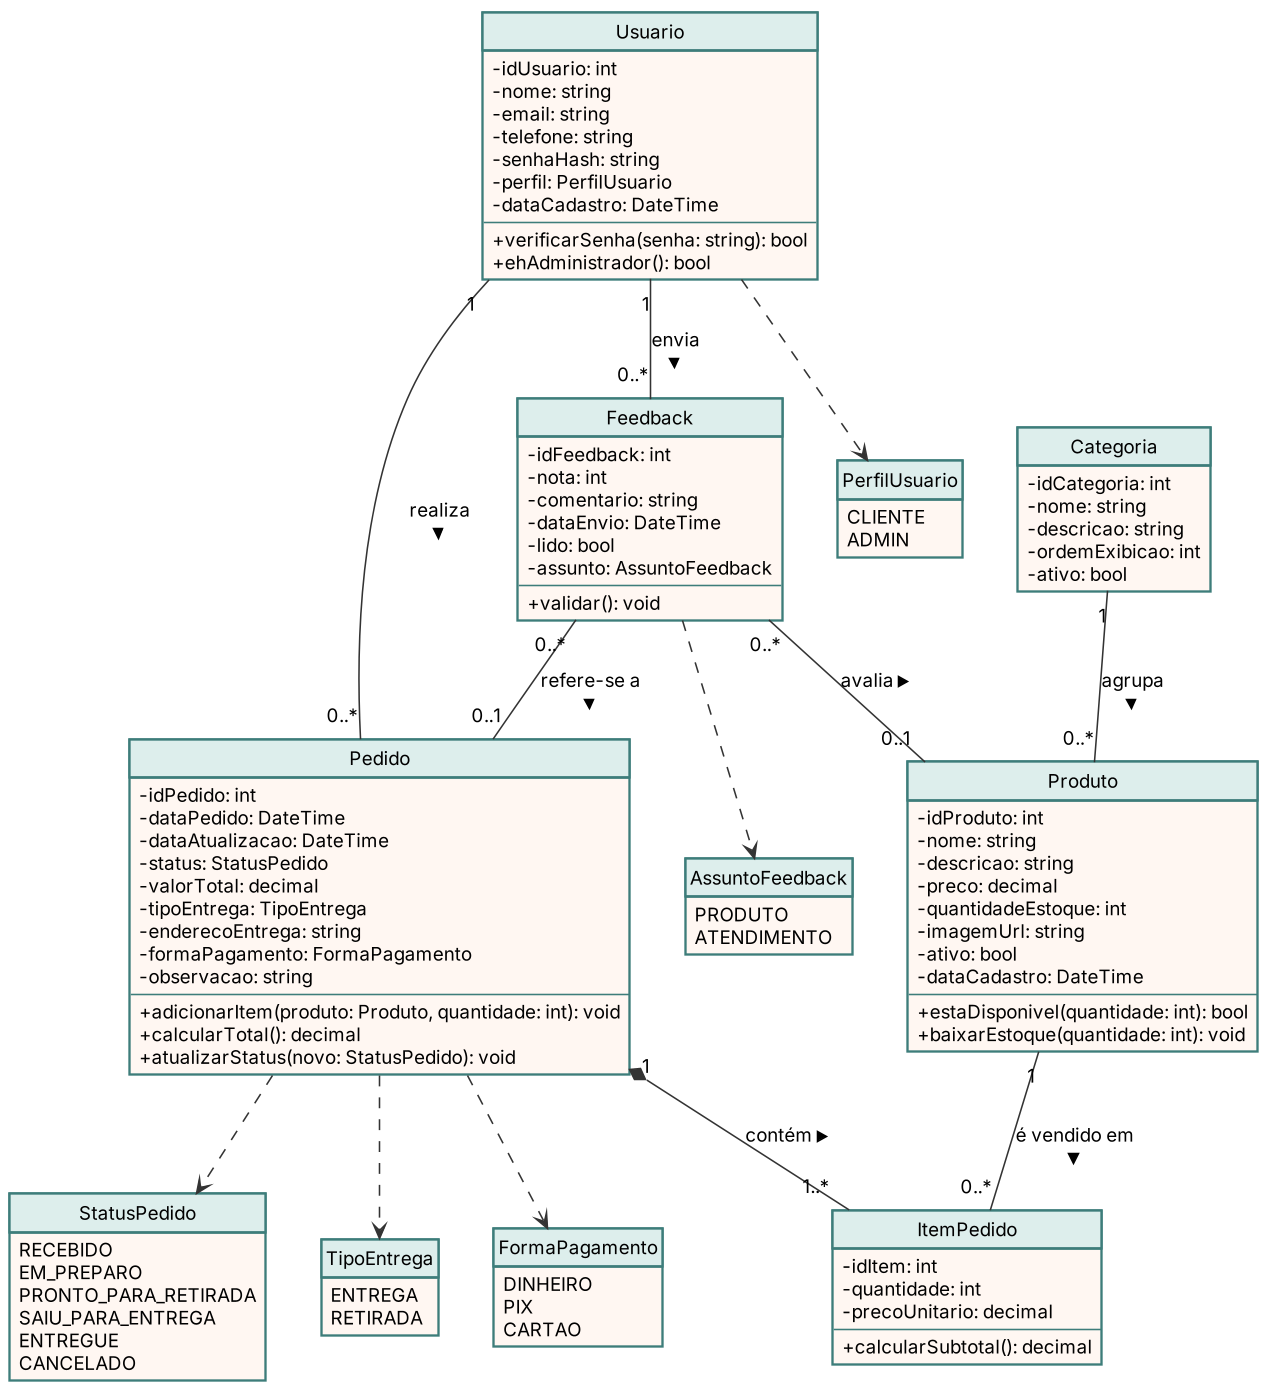 Usuario
-idUsuario: int
-nome: string
-email: string
-telefone: string
-senhaHash: string
-perfil: PerfilUsuario
-dataCadastro: DateTime
+verificarSenha(senha: string): bool
+ehAdministrador(): bool
1
1
envia
▼
0..*
Feedback
-idFeedback: int
-nota: int
-comentario: string
-dataEnvio: DateTime
-lido: bool
-assunto: AssuntoFeedback
+validar(): void
PerfilUsuario
CLIENTE
ADMIN
Categoria
-idCategoria: int
-nome: string
-descricao: string
-ordemExibicao: int
-ativo: bool
realiza
▼
0..*
0..*
refere-se a
▼
0..1
0..*
avalia ▶
0..1
1
agrupa
▼
0..*
Pedido
-idPedido: int
-dataPedido: DateTime
-dataAtualizacao: DateTime
-status: StatusPedido
-valorTotal: decimal
-tipoEntrega: TipoEntrega
-enderecoEntrega: string
-formaPagamento: FormaPagamento
-observacao: string
+adicionarItem(produto: Produto, quantidade: int): void
+calcularTotal(): decimal
+atualizarStatus(novo: StatusPedido): void
AssuntoFeedback
PRODUTO
ATENDIMENTO
Produto
-idProduto: int
-nome: string
-descricao: string
-preco: decimal
-quantidadeEstoque: int
-imagemUrl: string
-ativo: bool
-dataCadastro: DateTime
+estaDisponivel(quantidade: int): bool
+baixarEstoque(quantidade: int): void
1
contém ▶
1..*
1
é vendido em
▼
0..*
StatusPedido
RECEBIDO
EM_PREPARO
PRONTO_PARA_RETIRADA
SAIU_PARA_ENTREGA
ENTREGUE
CANCELADO
TipoEntrega
ENTREGA
RETIRADA
FormaPagamento
DINHEIRO
PIX
CARTAO
ItemPedido
-idItem: int
-quantidade: int
-precoUnitario: decimal
+calcularSubtotal(): decimal